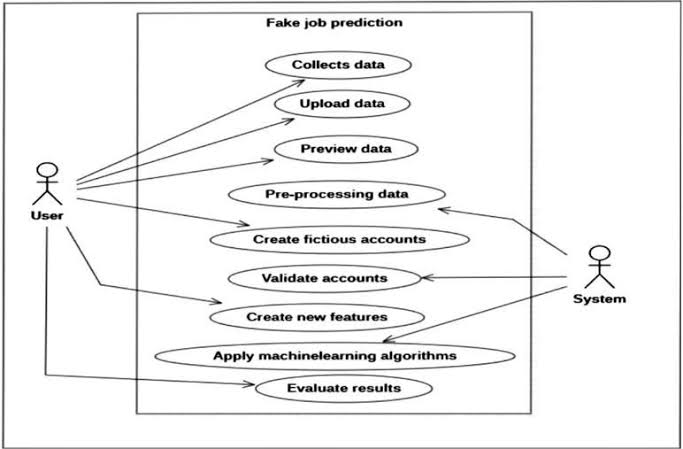 Fake job prediction
Collects data
Upload data
Preview data
Pre-processing data
User
Create fictious accounts
Validate accounts
System
Create new features
Apply machinelearning algorithms
Evaluate results